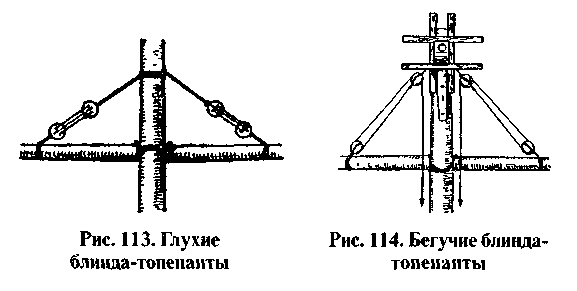 Рис. 113. Глухие
блинда-топенанты
Рис. 114. Бегучие блинда-
топенанты